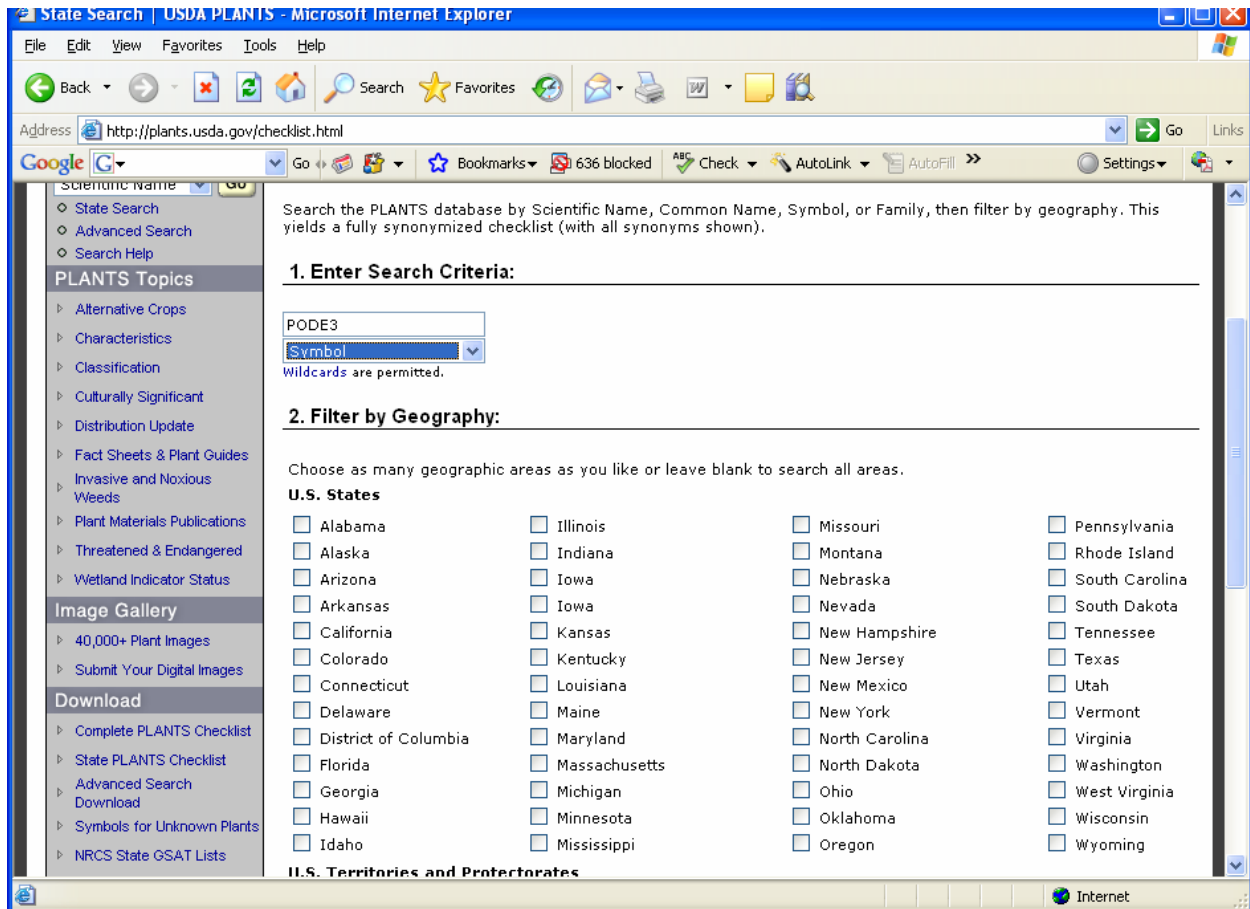 State Search | USDA PLANTS - Microsoft Internet Explorer
File Edit View Favorites Tools Help
Back Search Favorites
Address http://plants.usda.gov/checklist.html Go Links
Google G Go Bookmarks 636 blocked ABC Check AutoLink AutoFill » Settings
Scientific Name Go
State Search
Advanced Search
Search Help
PLANTS Topics
Alternative Crops
Characteristics
Classification
Culturally Significant
Distribution Update
Fact Sheets & Plant Guides
Invasive and Noxious
Weeds
Plant Materials Publications
Threatened & Endangered
Wetland Indicator Status
Image Gallery
40,000+ Plant Images
Submit Your Digital Images
Download
Complete PLANTS Checklist
State PLANTS Checklist
Advanced Search
Download
Symbols for Unknown Plants
NRCS State GSAT Lists
Search the PLANTS database by Scientific Name, Common Name, Symbol, or Family, then filter by geography. This
yields a fully synonymized checklist (with all synonyms shown).
1. Enter Search Criteria:
PODE3
Symbol
Wildcards are permitted.
2. Filter by Geography:
Choose as many geographic areas as you like or leave blank to search all areas.
U.S. States
Alabama Illinois Missouri Pennsylvania
Alaska Indiana Montana Rhode Island
Arizona Iowa Nebraska South Carolina
Arkansas Iowa Nevada South Dakota
California Kansas New Hampshire Tennessee
Colorado Kentucky New Jersey Texas
Connecticut Louisiana New Mexico Utah
Delaware Maine New York Vermont
District of Columbia Maryland North Carolina Virginia
Florida Massachusetts North Dakota Washington
Georgia Michigan Ohio West Virginia
Hawaii Minnesota Oklahoma Wisconsin
Idaho Mississippi Oregon Wyoming
U.S. Territories and Protectorates
Internet